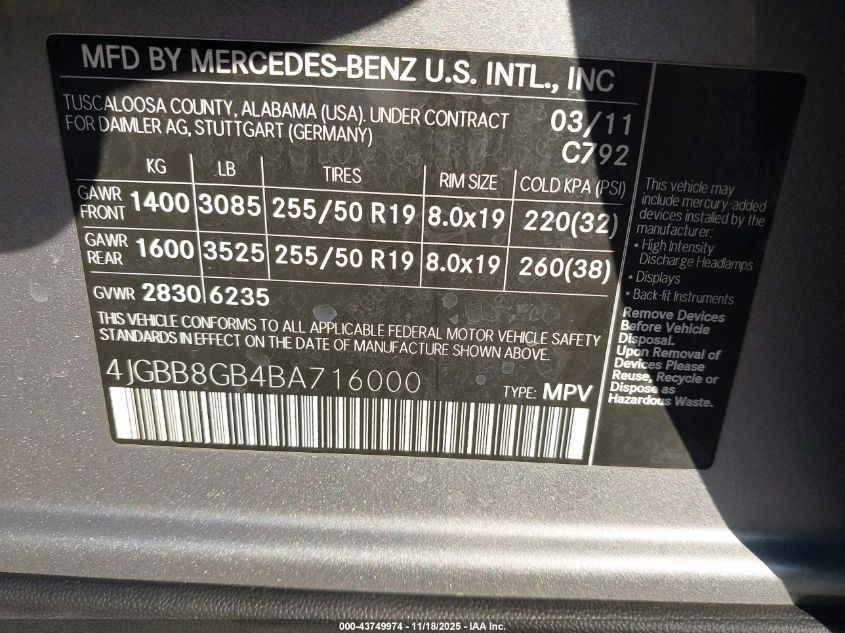 MFD BY MERCEDES-BENZ U.S. INTL., INC
TUSCALOOSA COUNTY, ALABAMA (USA). UNDER CONTRACT
FOR DAIMLER AG, STUTTGART (GERMANY)
03/11
C792
KG LB TIRES RIM SIZE COLD KPA (PSI)
GAWR FRONT 1400 3085 255/50 R19 8.0x19 220(32)
GAWR REAR 1600 3525 255/50 R19 8.0x19 260(38)
GVWR 2830 6235
THIS VEHICLE CONFORMS TO ALL APPLICABLE FEDERAL MOTOR VEHICLE SAFETY
STANDARDS IN EFFECT ON THE DATE OF MANUFACTURE SHOWN ABOVE.
4JGBB8GB4BA716000
TYPE: MPV
This vehicle may
include mercury-added
devices installed by the
manufacturer:
• High Intensity
Discharge Headlamps
• Displays
• Back-lit Instruments
Remove Devices
Before Vehicle
Disposal.
Upon Removal of
Devices Please
Reuse, Recycle or
Dispose as
Hazardous Waste.
000-43749974 - 11/18/2025 - IAA Inc.